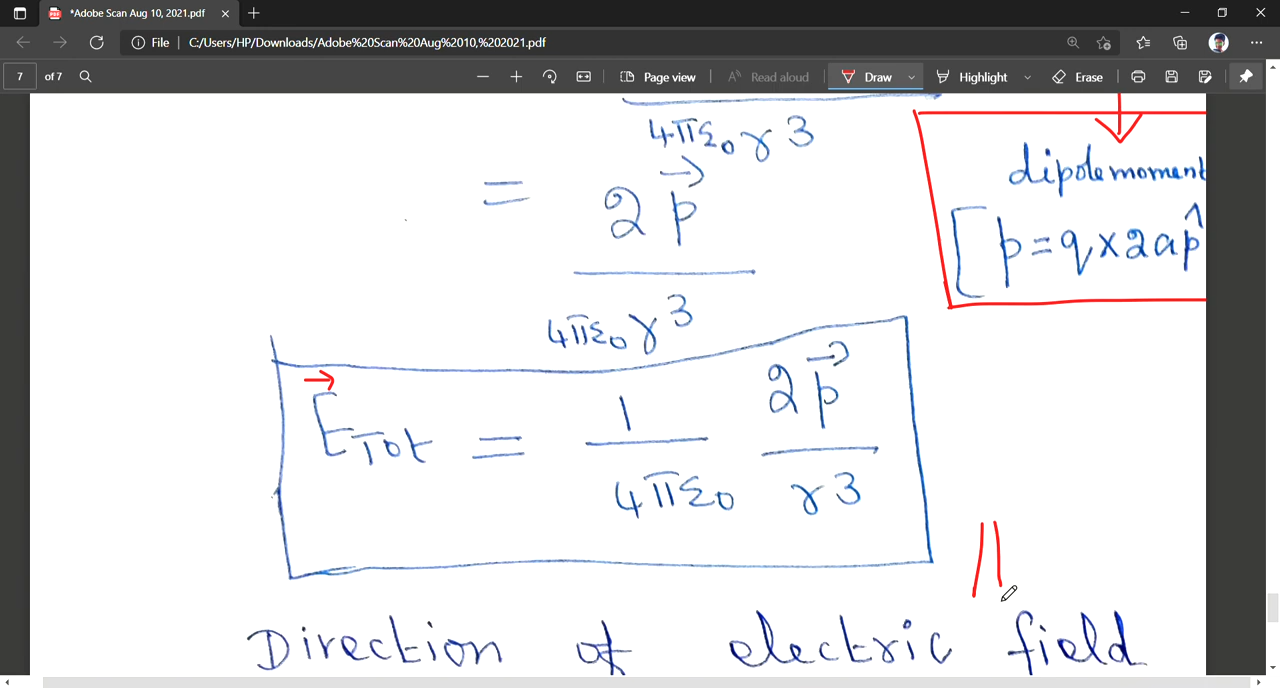 *Adobe Scan Aug 10, 2021.pdf
File | C:/Users/HP/Downloads/Adobe%20Scan%20Aug%2010,%202021.pdf
7 of 7 Page view Read aloud Draw Highlight Erase
4πε₀r³
dipole moment
= 2p⃗
[p = q × 2a p̂
4πε₀r³
E⃗Tot = 1 2p⃗
4πε₀ r³
Direction of electric field